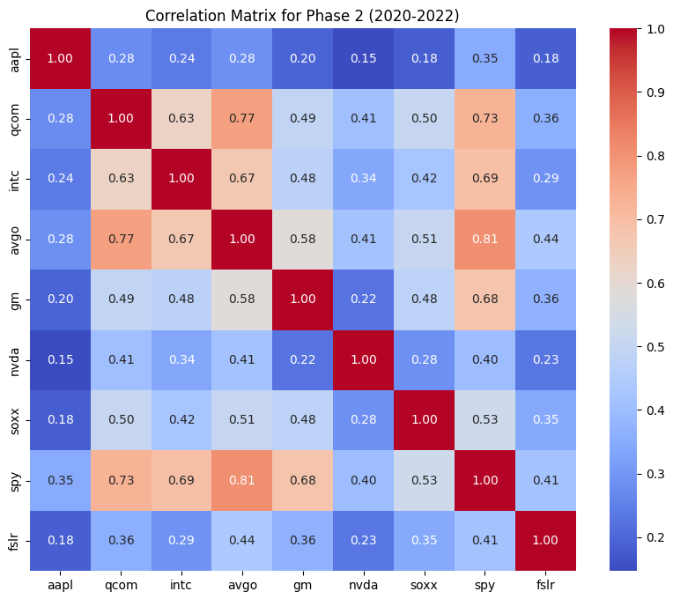 Correlation Matrix for Phase 2 (2020-2022)
aapl 1.00 0.28 0.24 0.28 0.20 0.15 0.18 0.35 0.18
qcom 0.28 1.00 0.63 0.77 0.49 0.41 0.50 0.73 0.36
intc 0.24 0.63 1.00 0.67 0.48 0.34 0.42 0.69 0.29
avgo 0.28 0.77 0.67 1.00 0.58 0.41 0.51 0.81 0.44
gm 0.20 0.49 0.48 0.58 1.00 0.22 0.48 0.68 0.36
nvda 0.15 0.41 0.34 0.41 0.22 1.00 0.28 0.40 0.23
soxx 0.18 0.50 0.42 0.51 0.48 0.28 1.00 0.53 0.35
spy 0.35 0.73 0.69 0.81 0.68 0.40 0.53 1.00 0.41
fslr 0.18 0.36 0.29 0.44 0.36 0.23 0.35 0.41 1.00
aapl qcom intc avgo gm nvda soxx spy fslr
1.0
0.9
0.8
0.7
0.6
0.5
0.4
0.3
0.2